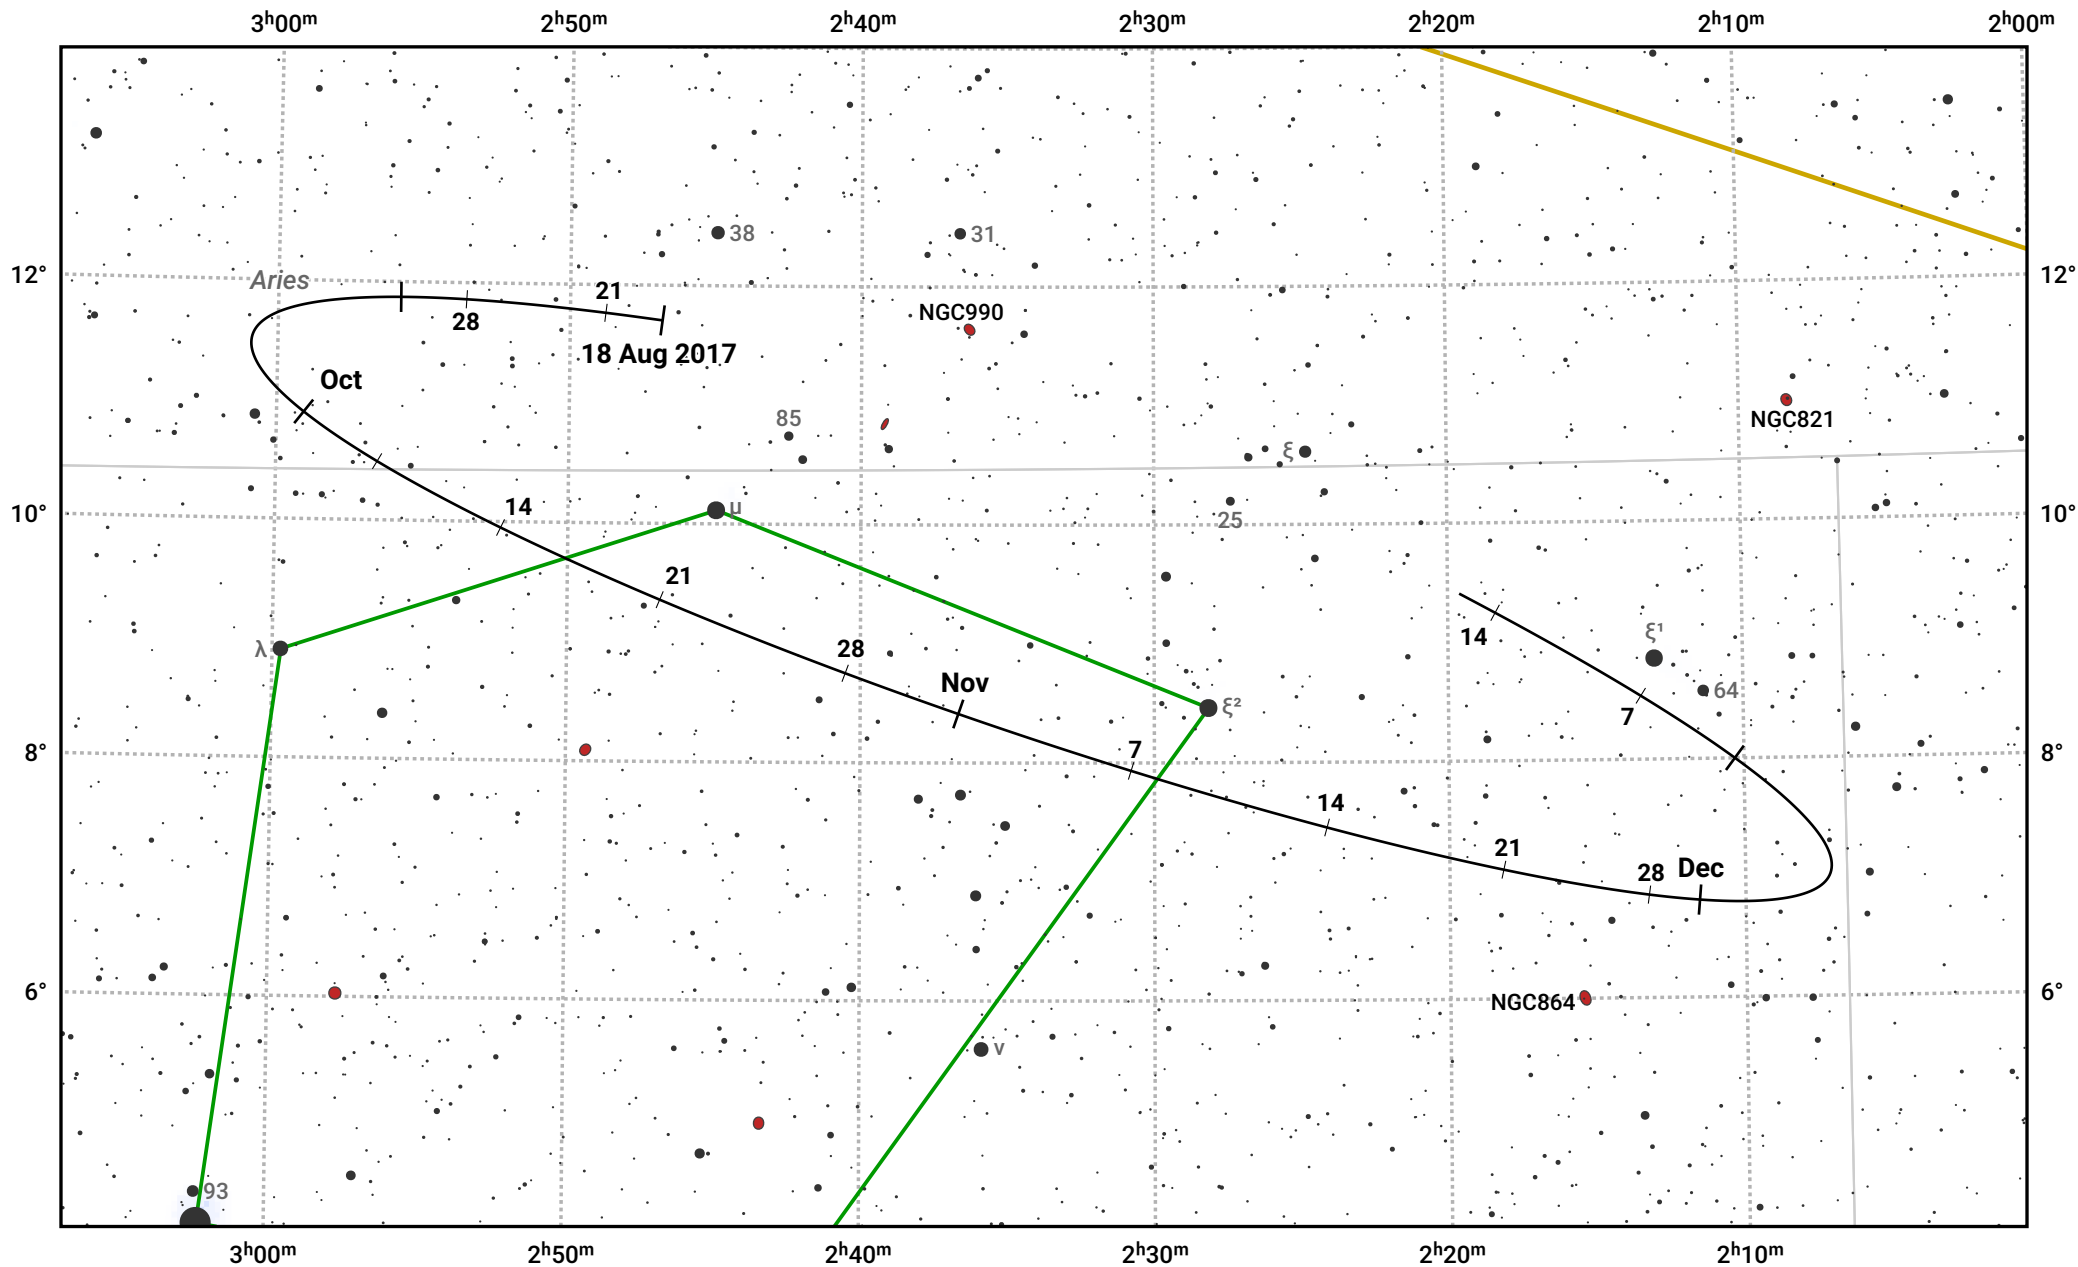 3ʰ00ᵐ 2ʰ50ᵐ 2ʰ40ᵐ 2ʰ30ᵐ 2ʰ20ᵐ 2ʰ10ᵐ 2ʰ00ᵐ
38 31
12° 12°
Aries
21
28
NGC990
18 Aug 2017
Oct
85
NGC821
ξ
14 μ
10° 10°
25
21
14
ξ¹
λ 28
Nov 64
ξ²
7
7
8° 8°
14
21
28 Dec
6° 6°
NGC864
ν
93
3ʰ00ᵐ 2ʰ50ᵐ 2ʰ40ᵐ 2ʰ30ᵐ 2ʰ20ᵐ 2ʰ10ᵐ